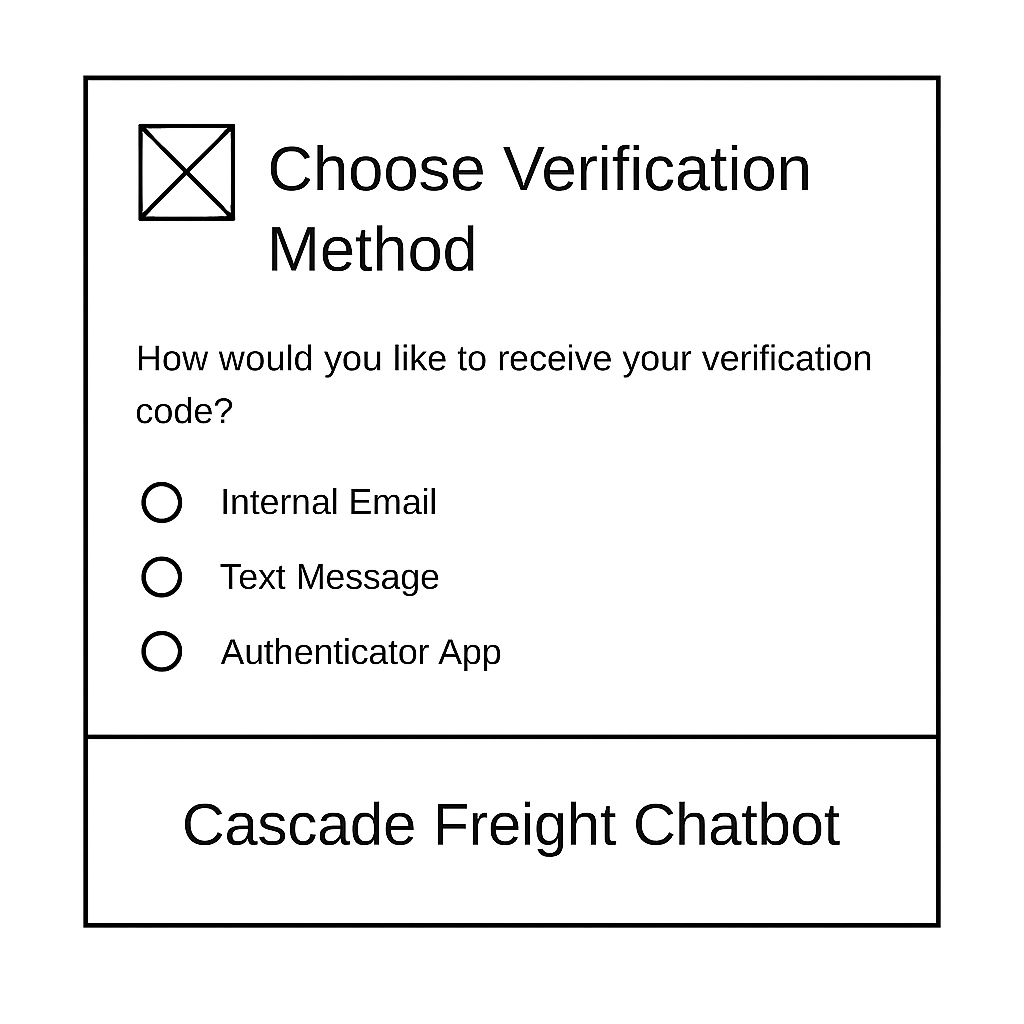 Choose Verification
Method
How would you like to receive your verification
code?
Internal Email
Text Message
Authenticator App
Cascade Freight Chatbot